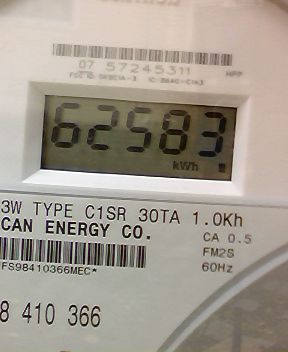 07 57245311 HPP
62583
kWh
3W TYPE C1SR 30TA 1.0Kh
CAN ENERGY CO. CA 0.5
FM2S
FS98410366MEC* 60Hz
8 410 366